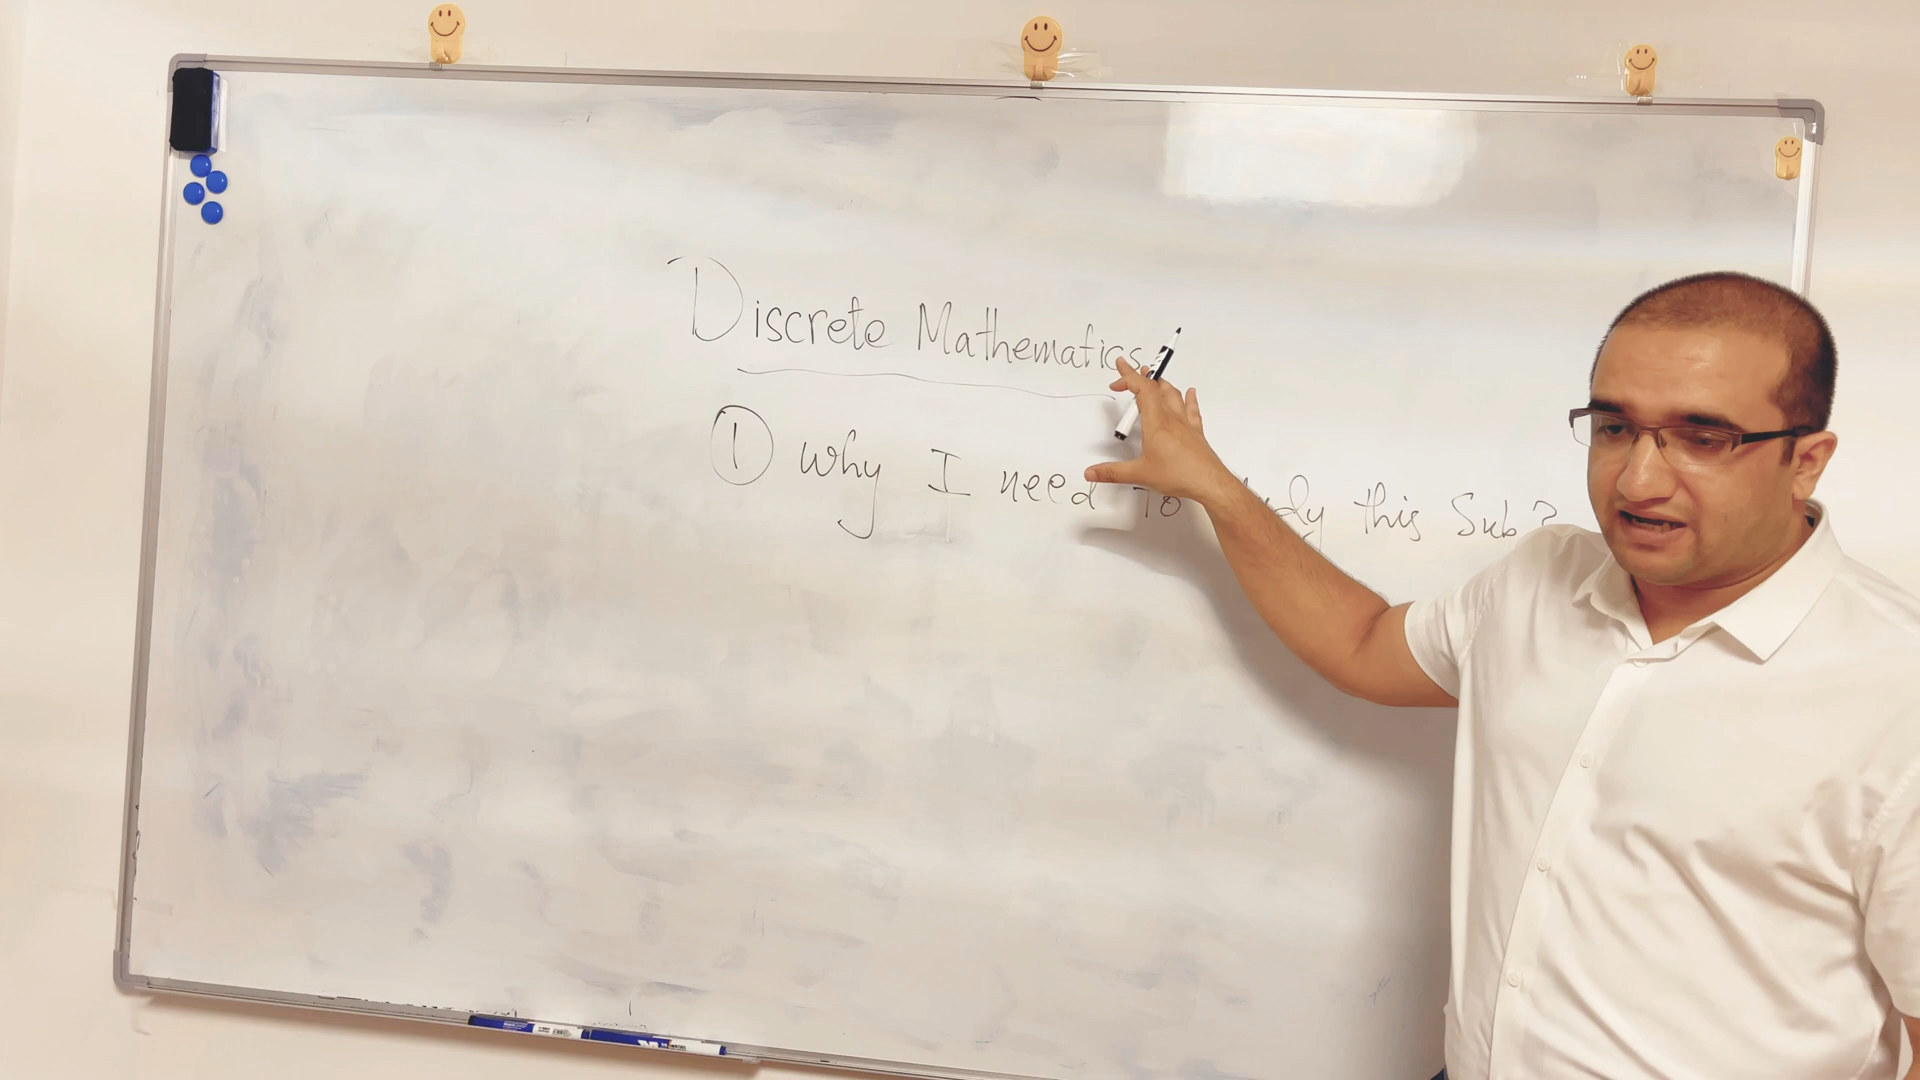 Discrete Mathematics
① why I need to this Sub?